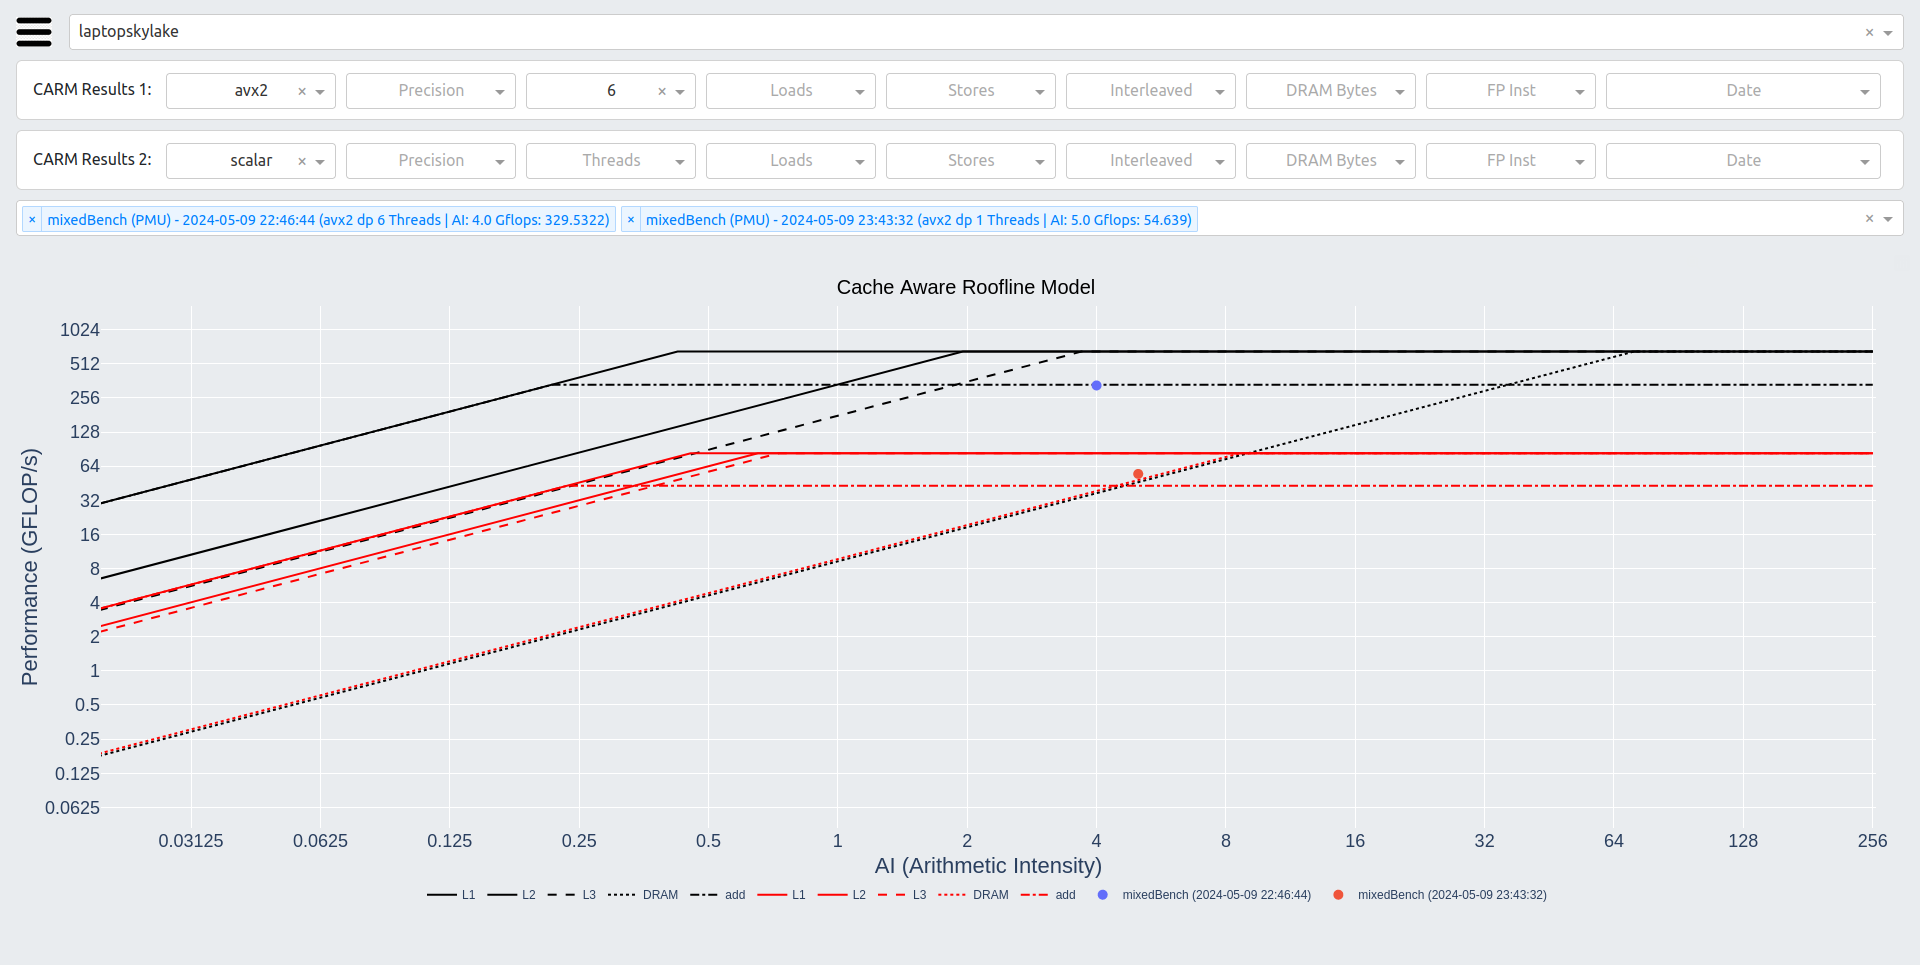 laptopskylake × 
CARM Results 1: avx2 × Precision 6 × Loads Stores Interleaved DRAM Bytes FP Inst Date
CARM Results 2: scalar × Precision Threads Loads Stores Interleaved DRAM Bytes FP Inst Date
× mixedBench (PMU) - 2024-05-09 22:46:44 (avx2 dp 6 Threads | AI: 4.0 Gflops: 329.5322) × mixedBench (PMU) - 2024-05-09 23:43:32 (avx2 dp 1 Threads | AI: 5.0 Gflops: 54.639) ×
Cache Aware Roofline Model
Performance (GFLOP/s)
1024
512
256
128
64
32
16
8
4
2
1
0.5
0.25
0.125
0.0625
0.03125 0.0625 0.125 0.25 0.5 1 2 4 8 16 32 64 128 256
AI (Arithmetic Intensity)
L1 L2 L3 DRAM add L1 L2 L3 DRAM add mixedBench (2024-05-09 22:46:44) mixedBench (2024-05-09 23:43:32)